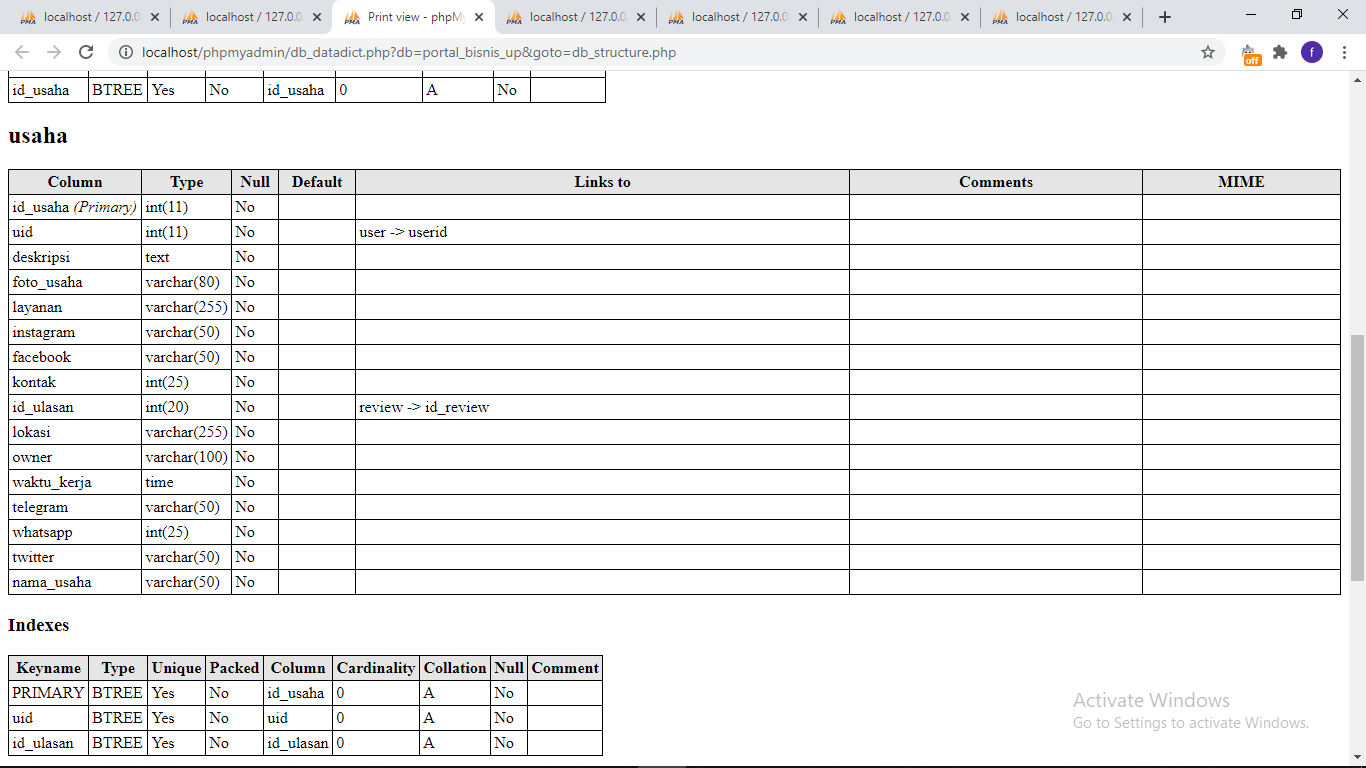 localhost / 127.0.0 localhost / 127.0.0 Print view - phpMy localhost / 127.0.0 localhost / 127.0.0 localhost / 127.0.0 localhost / 127.0.0
localhost/phpmyadmin/db_datadict.php?db=portal_bisnis_up&goto=db_structure.php off f
id_usaha BTREE Yes No id_usaha 0 A No
usaha
Column Type Null Default Links to Comments MIME
id_usaha (Primary) int(11) No
uid int(11) No user -> userid
deskripsi text No
foto_usaha varchar(80) No
layanan varchar(255) No
instagram varchar(50) No
facebook varchar(50) No
kontak int(25) No
id_ulasan int(20) No review -> id_review
lokasi varchar(255) No
owner varchar(100) No
waktu_kerja time No
telegram varchar(50) No
whatsapp int(25) No
twitter varchar(50) No
nama_usaha varchar(50) No
Indexes
Keyname Type Unique Packed Column Cardinality Collation Null Comment
PRIMARY BTREE Yes No id_usaha 0 A No
uid BTREE Yes No uid 0 A No
id_ulasan BTREE Yes No id_ulasan 0 A No
Activate Windows
Go to Settings to activate Windows.